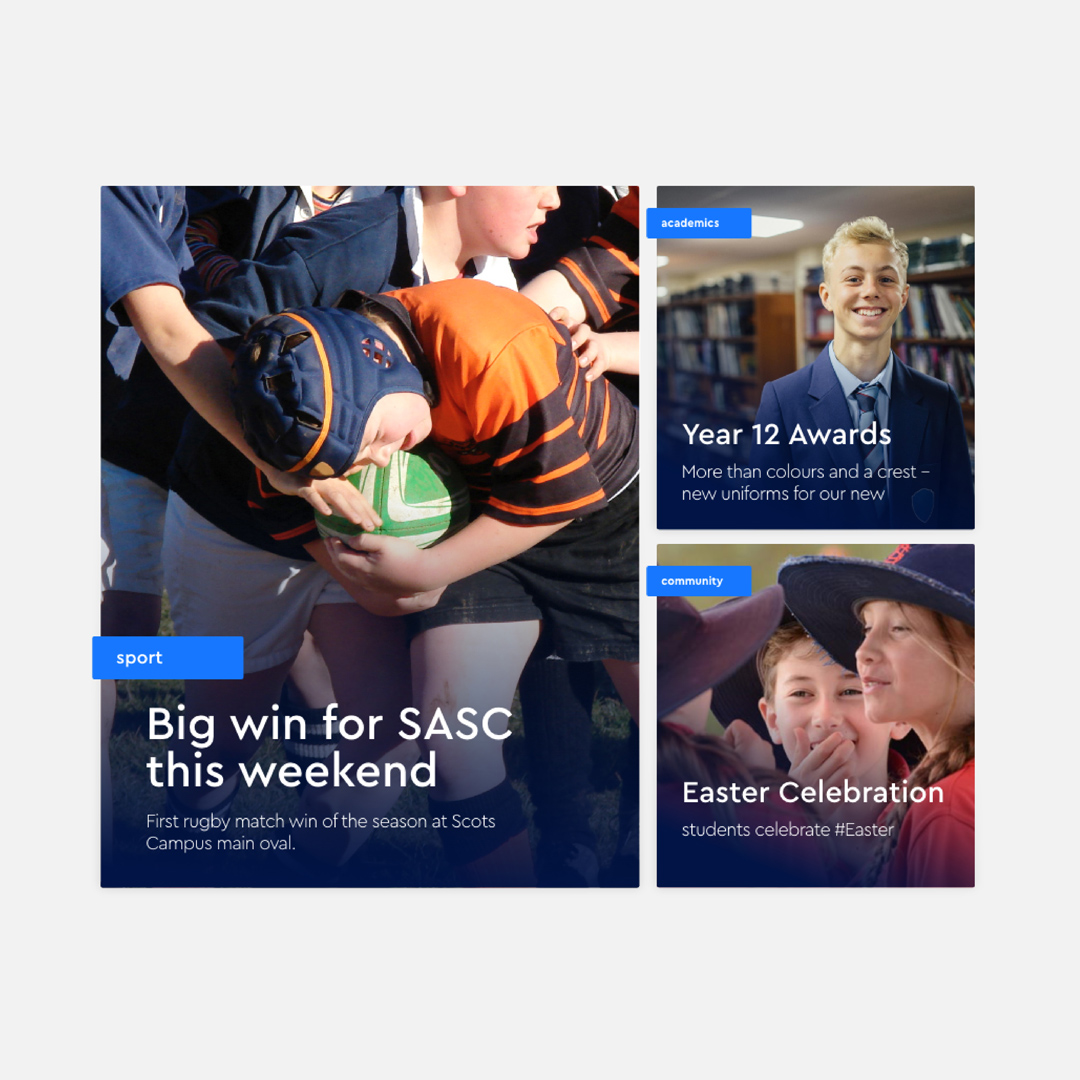 sport
Big win for SASC
this weekend
First rugby match win of the season at Scots
Campus main oval.
academics
Year 12 Awards
More than colours and a crest –
new uniforms for our new
community
Easter Celebration
students celebrate #Easter